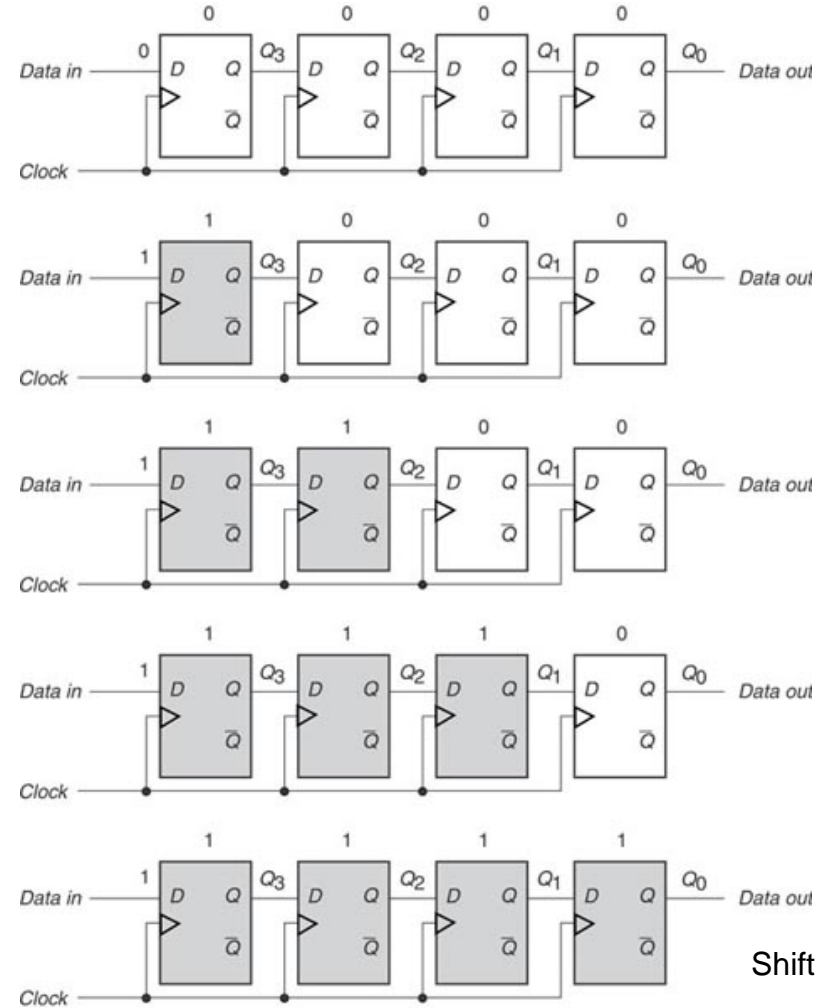 0 0 0 0
Data in 0 D Q Q3 D Q Q2 D Q Q1 D Q Q0 Data out
Q̅ Q̅ Q̅ Q̅
Clock
1 0 0 0
Data in 1 D Q Q3 D Q Q2 D Q Q1 D Q Q0 Data out
Q̅ Q̅ Q̅ Q̅
Clock
1 1 0 0
Data in 1 D Q Q3 D Q Q2 D Q Q1 D Q Q0 Data out
Q̅ Q̅ Q̅ Q̅
Clock
1 1 1 0
Data in 1 D Q Q3 D Q Q2 D Q Q1 D Q Q0 Data out
Q̅ Q̅ Q̅ Q̅
Clock
1 1 1 1
Data in 1 D Q Q3 D Q Q2 D Q Q1 D Q Q0 Data out
Q̅ Q̅ Q̅ Q̅
Shift
Clock